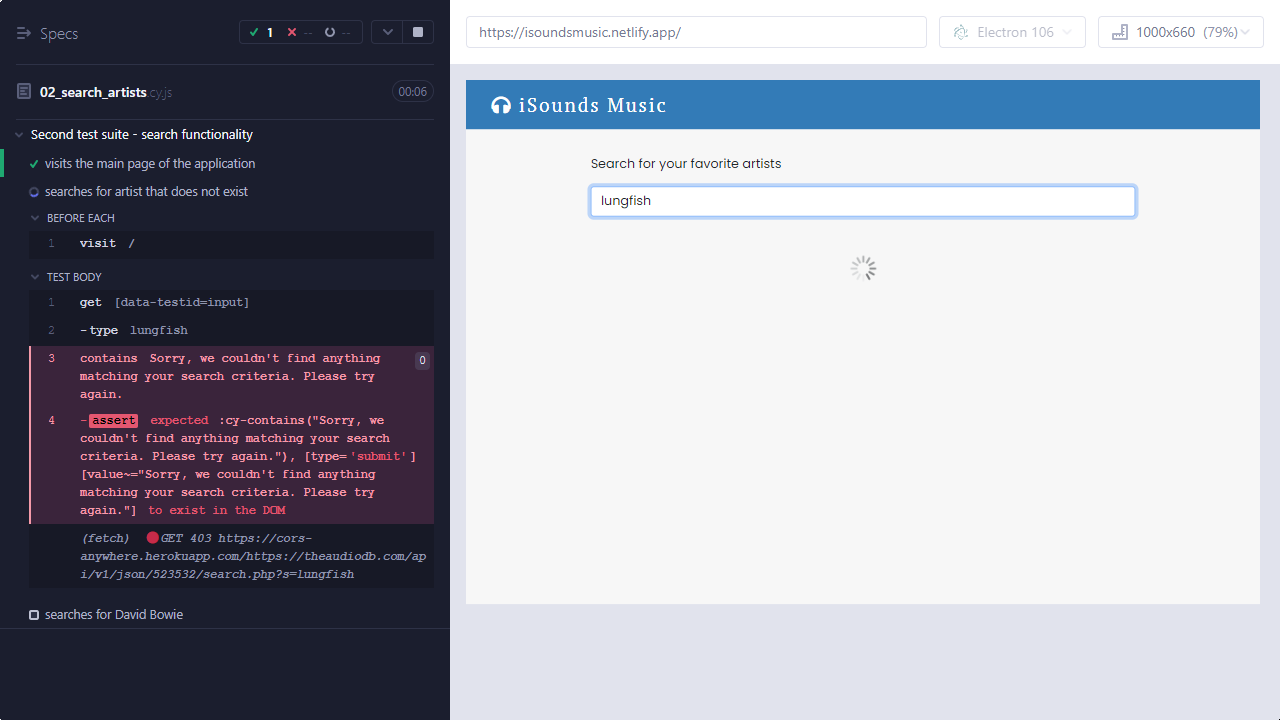 Specs
1
--
--
https://isoundsmusic.netlify.app/
Electron 106
1000x660 (79%)
02_search_artists.cy.js
00:06
Second test suite - search functionality
visits the main page of the application
searches for artist that does not exist
BEFORE EACH
1 visit /
TEST BODY
1 get [data-testid=input]
2 -type lungfish
3 contains Sorry, we couldn't find anything 0
matching your search criteria. Please try
again.
4 -assert expected :cy-contains("Sorry, we
couldn't find anything matching your search
criteria. Please try again."), [type='submit']
[value~="Sorry, we couldn't find anything
matching your search criteria. Please try
again."] to exist in the DOM
(fetch) GET 403 https://cors-
anywhere.herokuapp.com/https://theaudiodb.com/ap
i/v1/json/523532/search.php?s=lungfish
searches for David Bowie
iSounds Music
Search for your favorite artists
lungfish